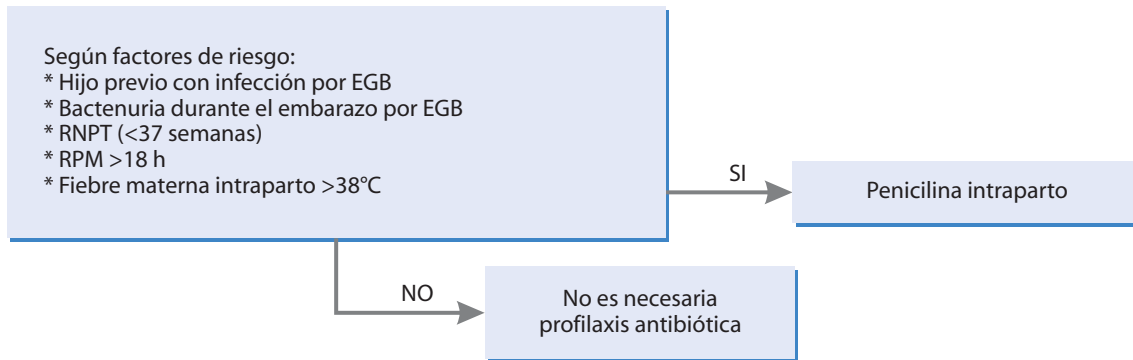 Según factores de riesgo:
* Hijo previo con infección por EGB
* Bactenuria durante el embarazo por EGB
* RNPT (<37 semanas)
* RPM >18 h
* Fiebre materna intraparto >38°C
SI
Penicilina intraparto
NO
No es necesaria
profilaxis antibiótica